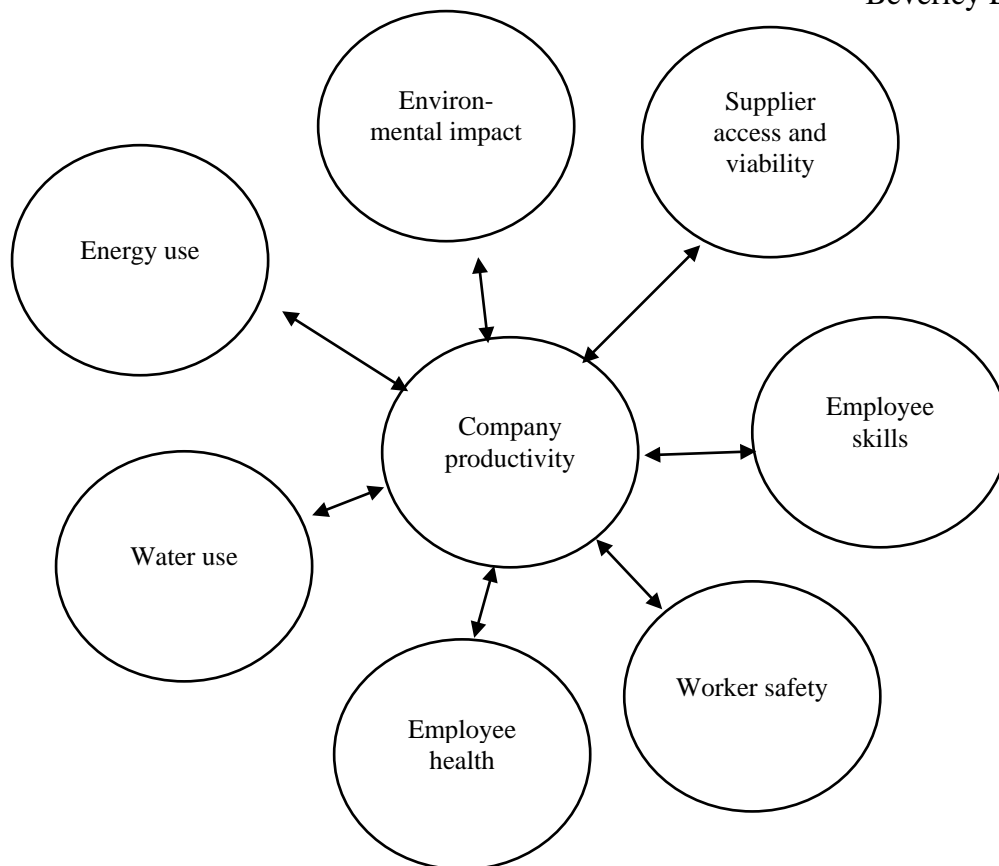 Beverley
Environ-
mental impact
Supplier
access and
viability
Energy use
Company
productivity
Employee
skills
Water use
Worker safety
Employee
health